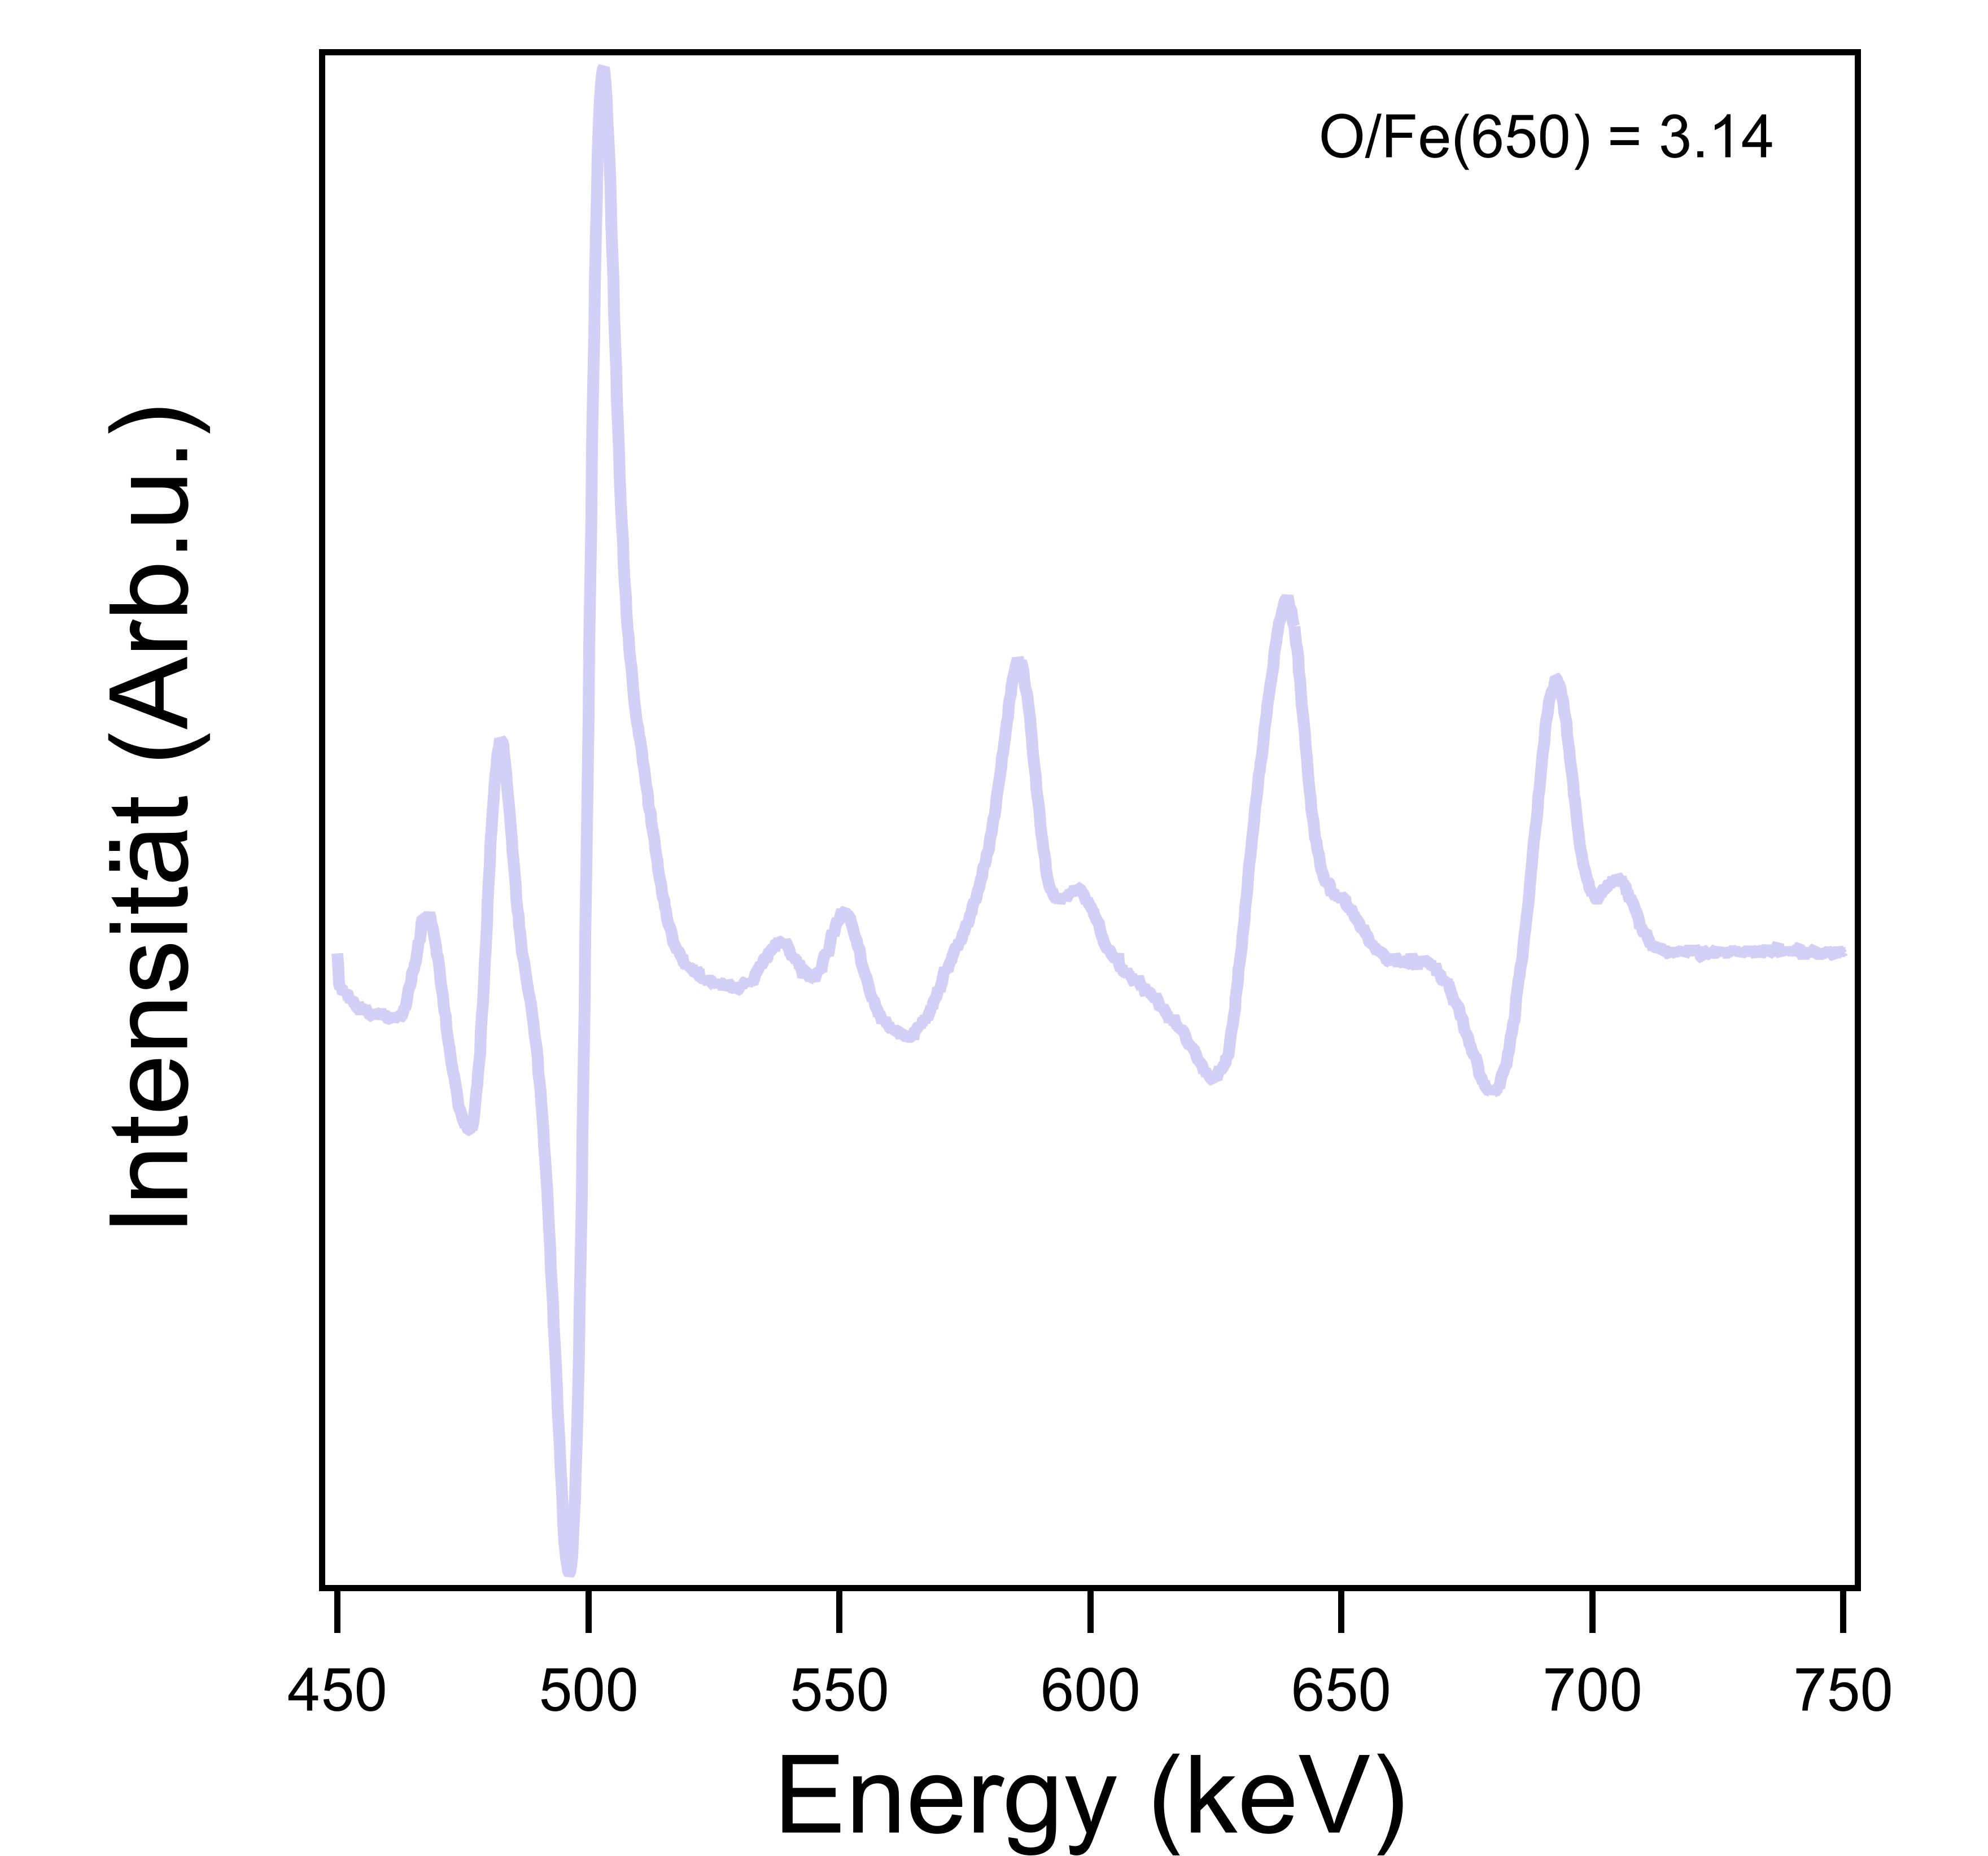 O/Fe(650) = 3.14
Intensität (Arb.u.)
450 500 550 600 650 700 750
Energy (keV)